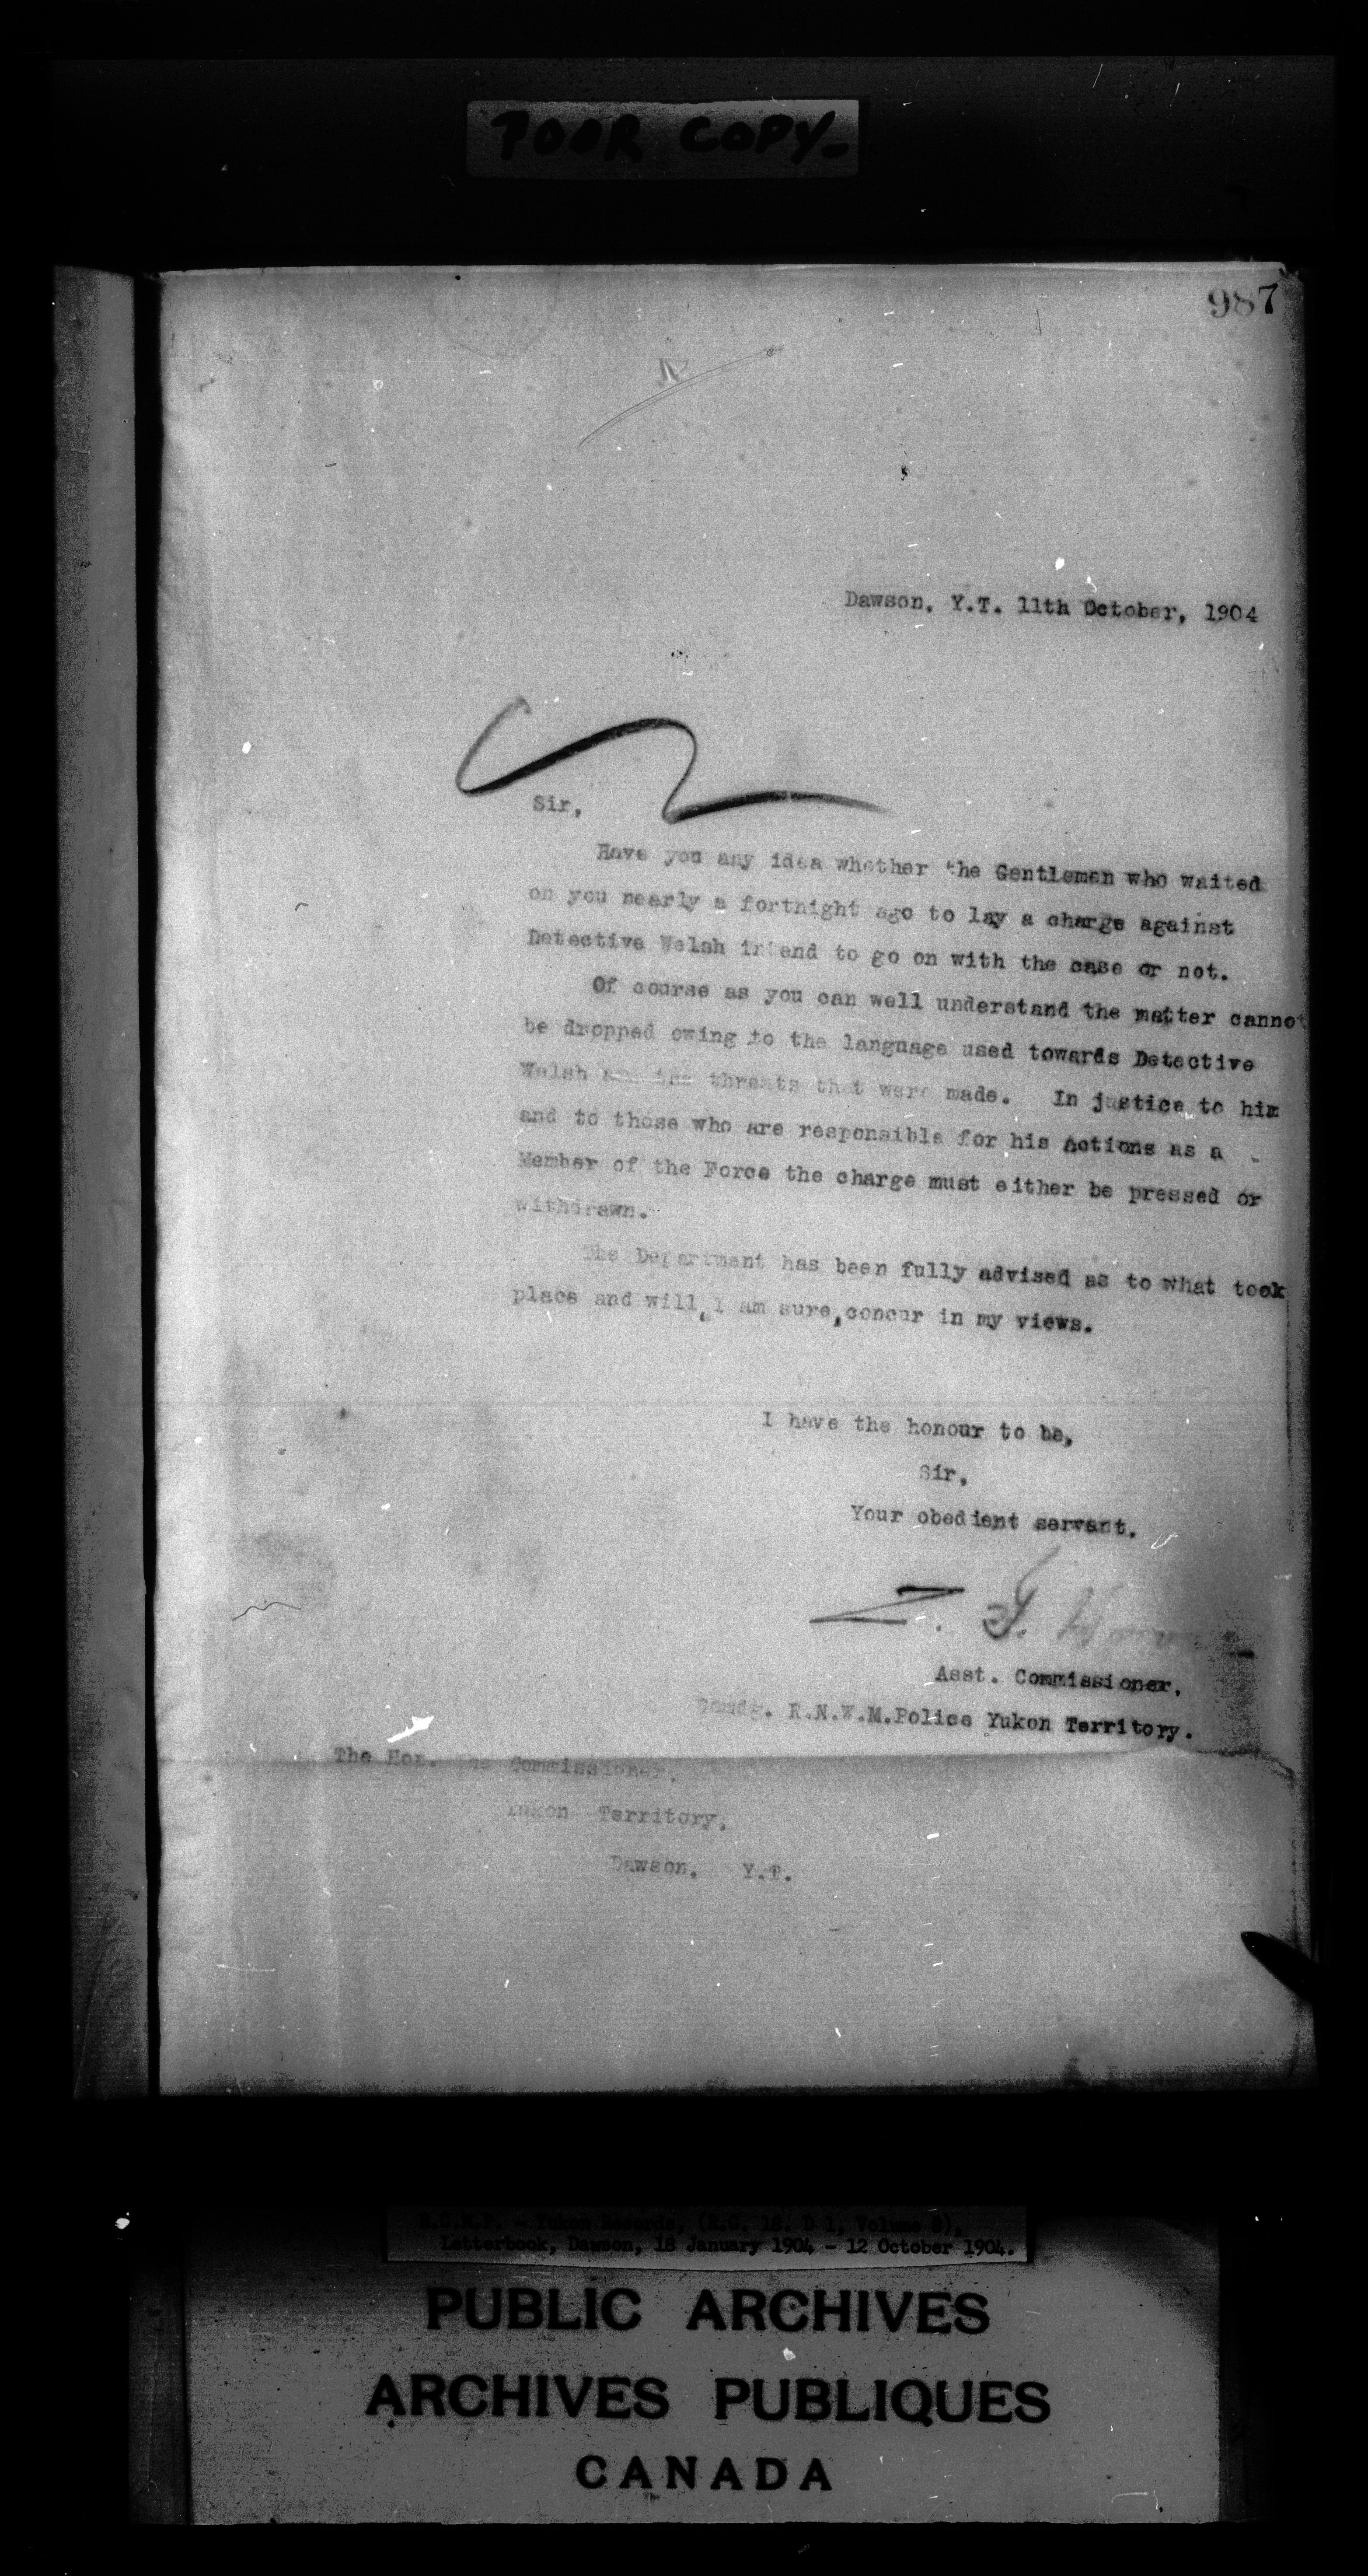 POOR COPY-
987
Dawson. Y.T. 11th October, 1904
Sir,
Have you any idea whether the Gentlemen who waited
on you nearly a fortnight ago to lay a charge against
Detective Welsh intend to go on with the case or not.
Of course as you can well understand the matter cannot
be dropped owing to the language used towards Detective
Welsh and the threats that were made. In justice to him
and to those who are responsible for his Actions as a
Member of the Force the charge must either be pressed or
withdrawn.
The Department has been fully advised as to what took
place and will, I am sure, concur in my views.
I have the honour to be,
Sir,
Your obedient servant.
Z. T.
Asst. Commissioner.
Comdg. R.N.W.M.Police Yukon Territory.
The Hon. the Commissioner.
Yukon Territory.
Dawson. Y.T.
R.C.M.P. - Yukon Records, (R.G. 18, D 1, Volume 8),
Letterbook, Dawson, 18 January 1904 - 12 October 1904.
PUBLIC ARCHIVES
ARCHIVES PUBLIQUES
CANADA